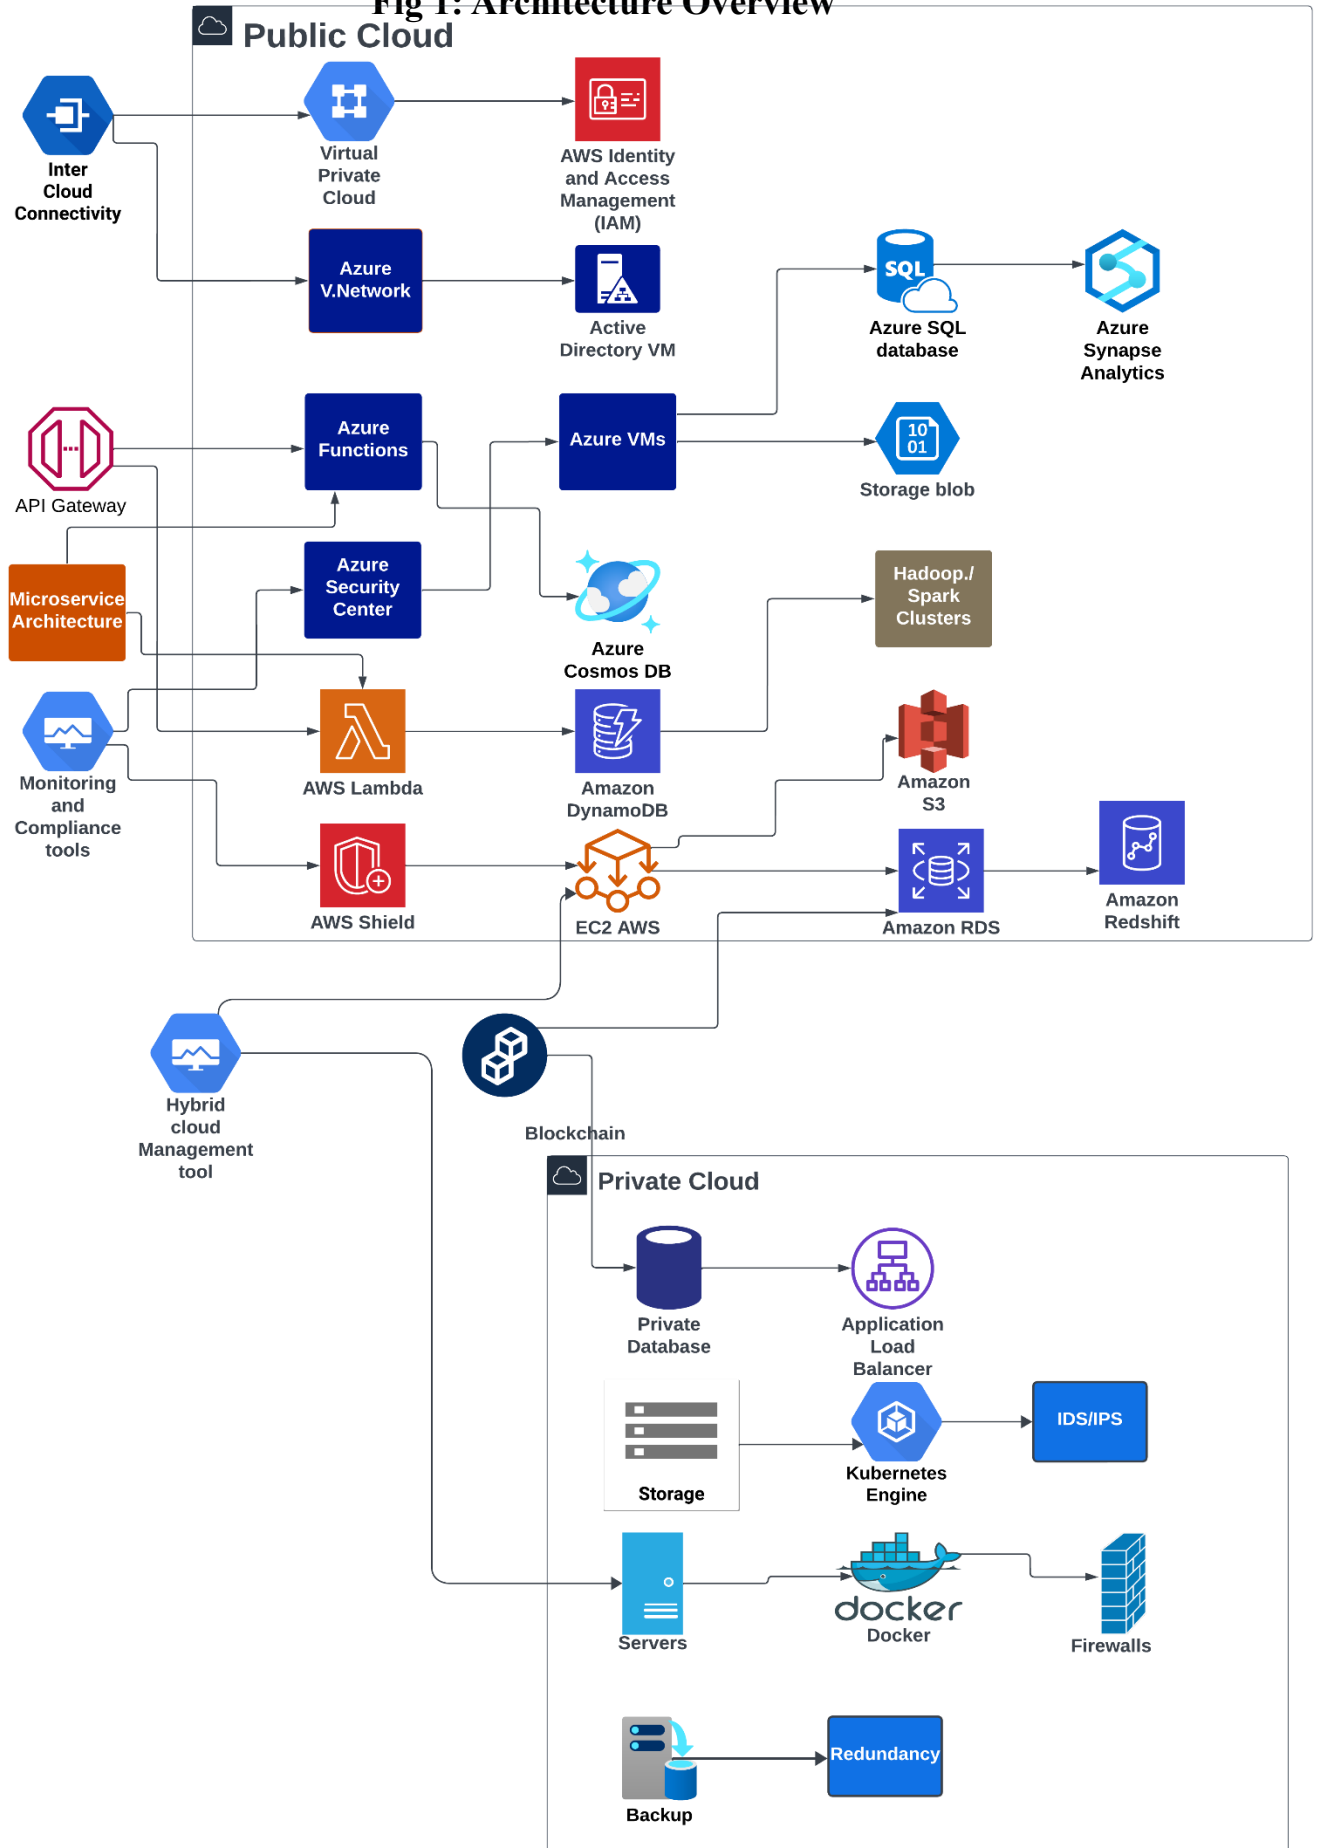 Fig 1: Architecture Overview
Public Cloud
Inter
Cloud
Connectivity
Virtual
Private
Cloud
AWS Identity
and Access
Management
(IAM)
Azure
V.Network
Active
Directory VM
SQL
Azure SQL
database
Azure
Synapse
Analytics
API Gateway
Azure
Functions
Azure VMs
10
01
Storage blob
Microservice
Architecture
Azure
Security
Center
Azure
Cosmos DB
Hadoop./
Spark
Clusters
Monitoring
and
Compliance
tools
AWS Lambda
Amazon
DynamoDB
Amazon
S3
AWS Shield
EC2 AWS
Amazon RDS
Amazon
Redshift
Hybrid
cloud
Management
tool
Blockchain
Private Cloud
Private
Database
Application
Load
Balancer
Storage
Kubernetes
Engine
IDS/IPS
Servers
docker
Docker
Firewalls
Backup
Redundancy